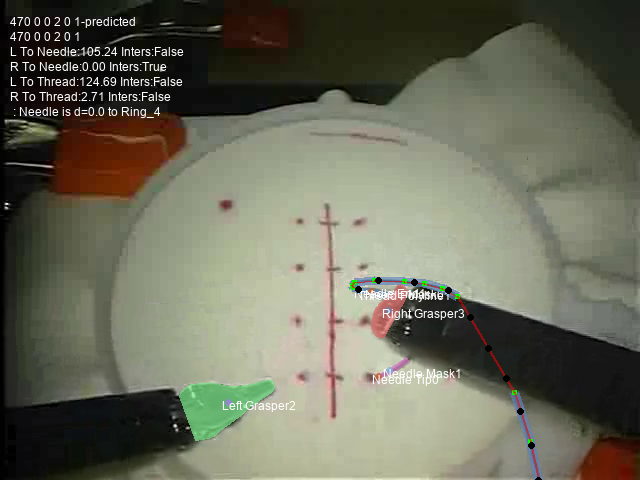 470 0 0 2 0 1-predicted
470 0 0 2 0 1
L To Needle:105.24 Inters:False
R To Needle:0.00 Inters:True
L To Thread:124.69 Inters:False
R To Thread:2.71 Inters:False
: Needle is d=0.0 to Ring_4
Right Grasper3
Needle Mask1
Needle Tip0
Left Grasper2